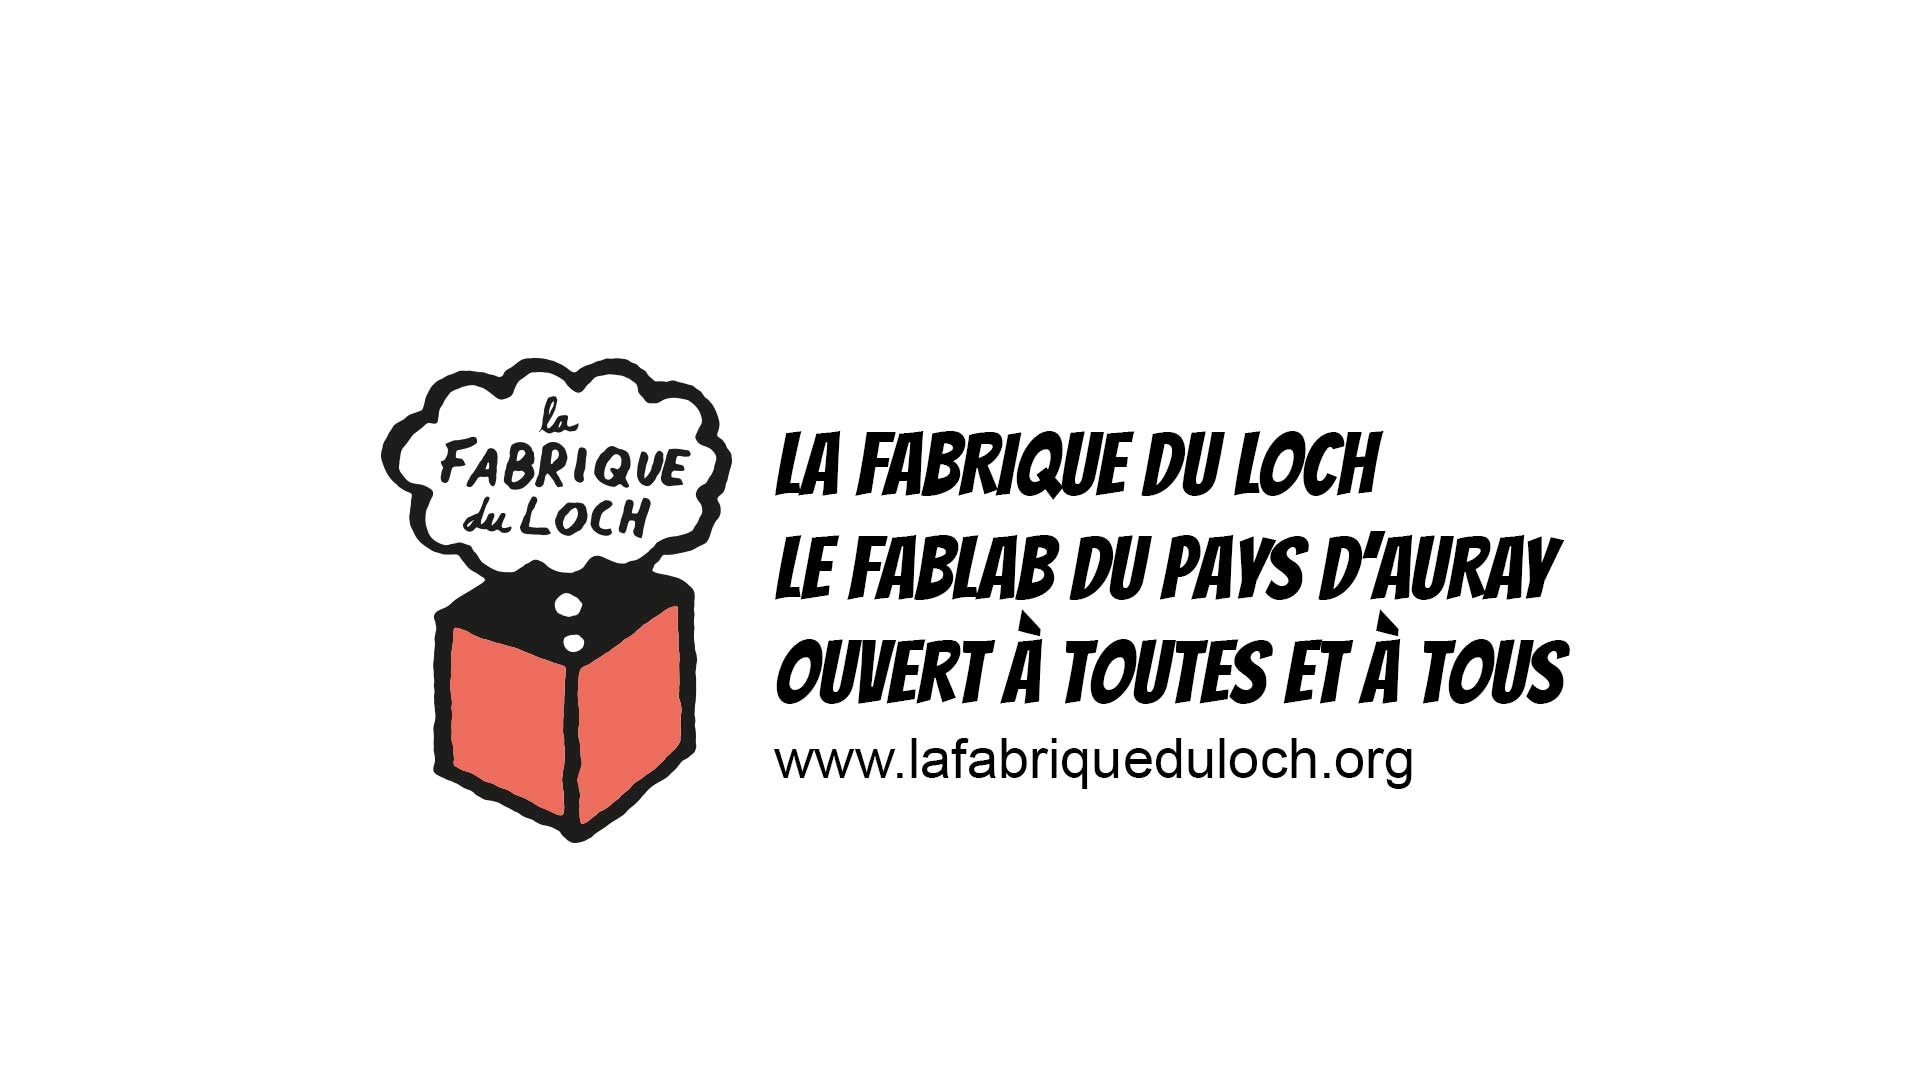 la
FABRIQUE
du LOCH
LA FABRIQUE DU LOCH
LE FABLAB DU PAYS D'AURAY
OUVERT À TOUTES ET À TOUS
www.lafabriqueduloch.org